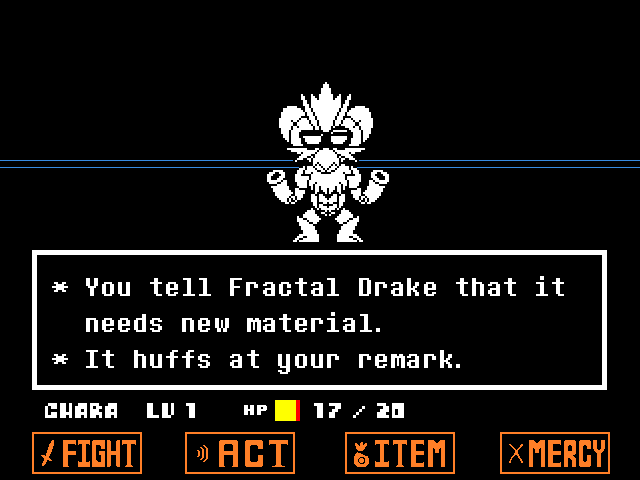 * You tell Fractal Drake that it
needs new material.
* It huffs at your remark.
CHARA LV 1 HP 17 / 20
FIGHT ACT ITEM MERCY